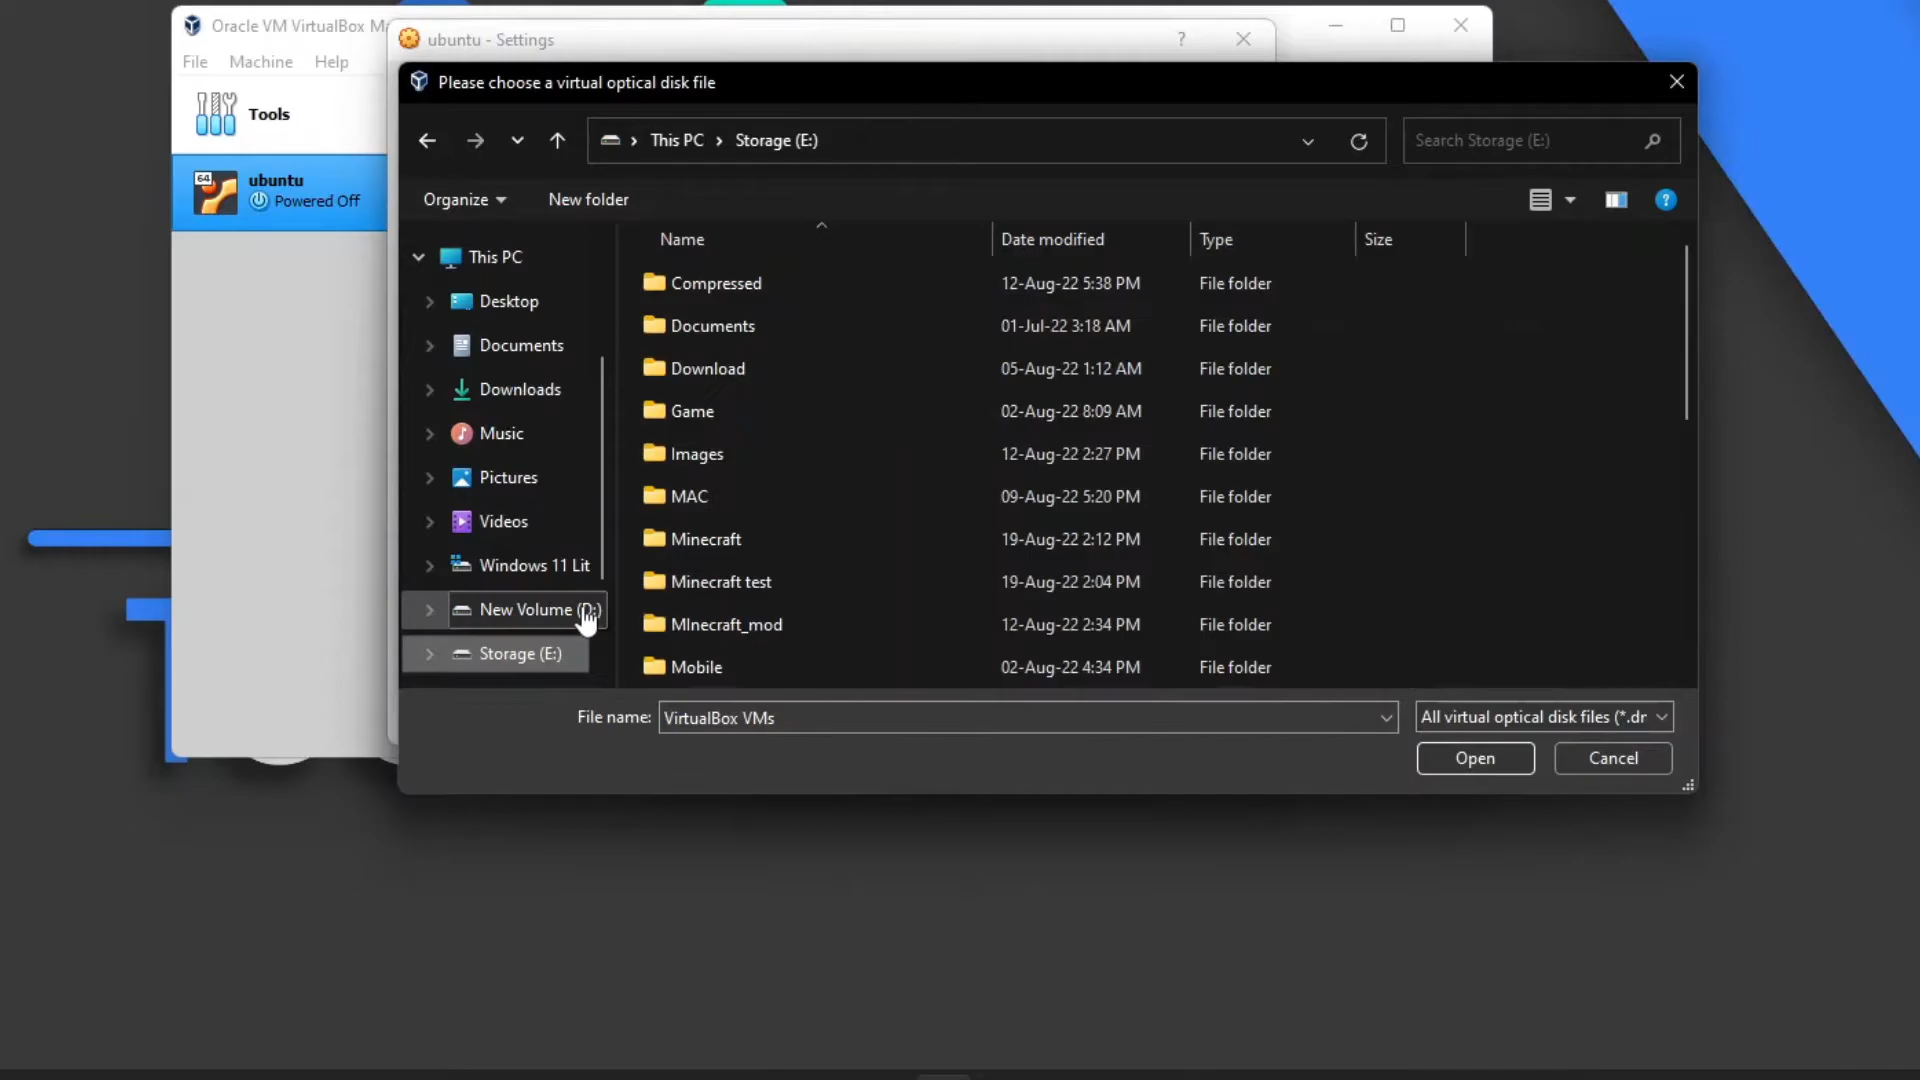 Oracle VM VirtualBox Ma
ubuntu - Settings
?
File Machine Help
Please choose a virtual optical disk file
Tools
This PC Storage (E:)
Search Storage (E:)
64
ubuntu
Powered Off
Organize
New folder
?
Name
Date modified
Type
Size
This PC
Desktop
Documents
Downloads
Music
Pictures
Videos
Windows 11 Lit
New Volume (D:)
Storage (E:)
Compressed 12-Aug-22 5:38 PM File folder
Documents 01-Jul-22 3:18 AM File folder
Download 05-Aug-22 1:12 AM File folder
Game 02-Aug-22 8:09 AM File folder
Images 12-Aug-22 2:27 PM File folder
MAC 09-Aug-22 5:20 PM File folder
Minecraft 19-Aug-22 2:12 PM File folder
Minecraft test 19-Aug-22 2:04 PM File folder
MInecraft_mod 12-Aug-22 2:34 PM File folder
Mobile 02-Aug-22 4:34 PM File folder
File name: VirtualBox VMs
All virtual optical disk files (*.dr
Open
Cancel